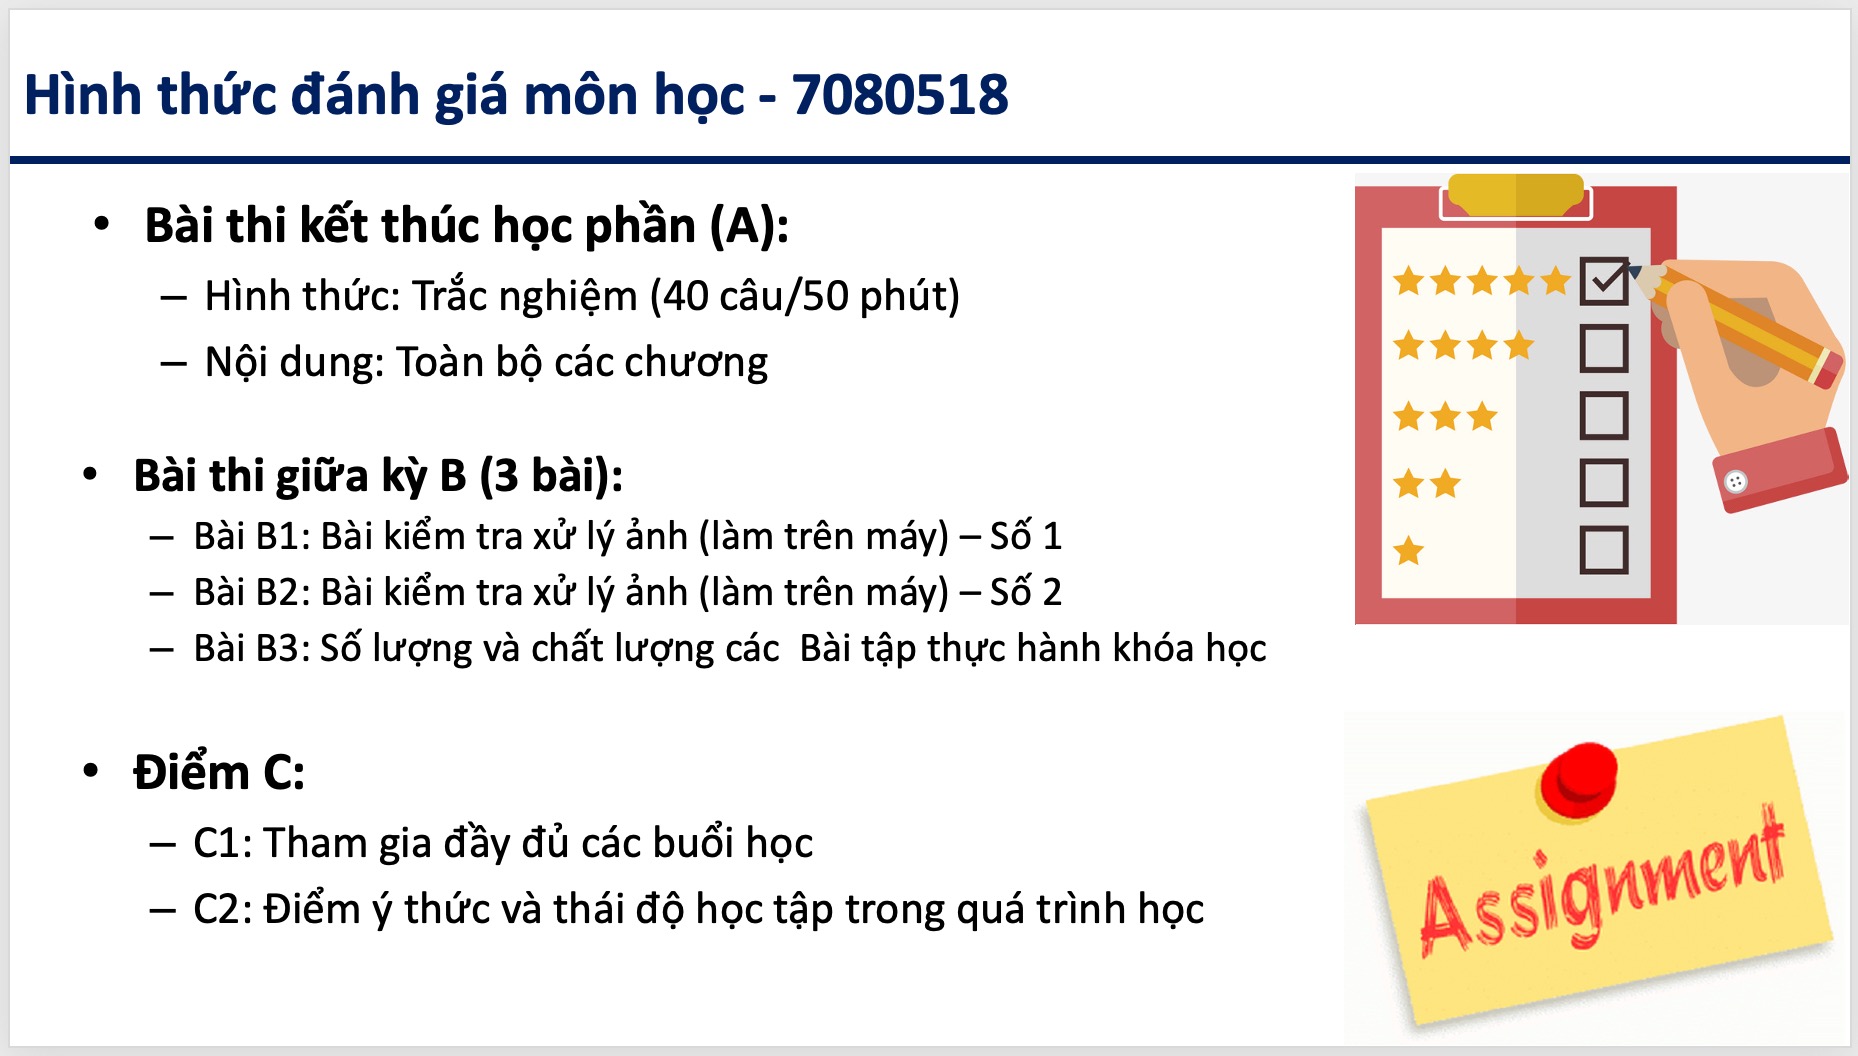 Hình thức đánh giá môn học - 7080518
• Bài thi kết thúc học phần (A):
– Hình thức: Trắc nghiệm (40 câu/50 phút)
– Nội dung: Toàn bộ các chương
• Bài thi giữa kỳ B (3 bài):
– Bài B1: Bài kiểm tra xử lý ảnh (làm trên máy) – Số 1
– Bài B2: Bài kiểm tra xử lý ảnh (làm trên máy) – Số 2
– Bài B3: Số lượng và chất lượng các  Bài tập thực hành khóa học
• Điểm C:
– C1: Tham gia đầy đủ các buổi học
– C2: Điểm ý thức và thái độ học tập trong quá trình học
Assignment